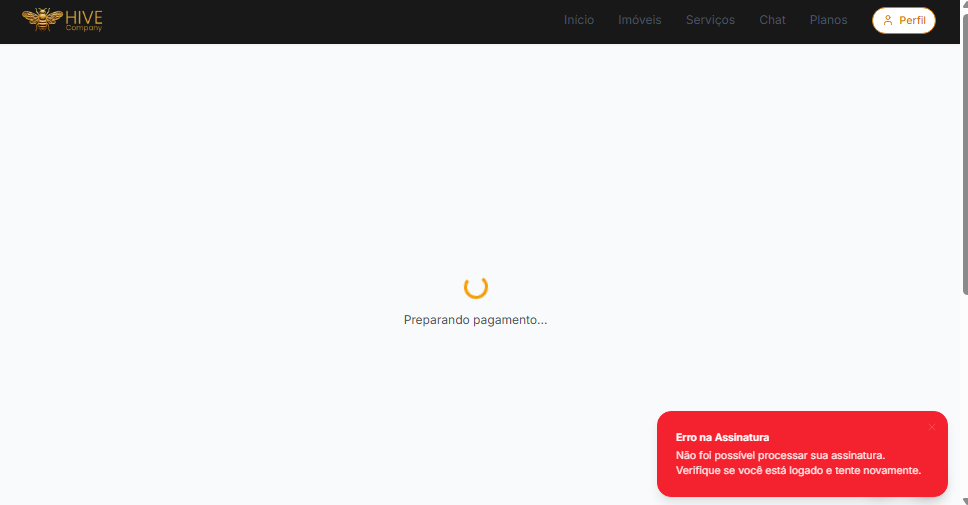 HIVE
Company
Início
Imóveis
Serviços
Chat
Planos
Perfil
Preparando pagamento...
Erro na Assinatura
Não foi possível processar sua assinatura.
Verifique se você está logado e tente novamente.